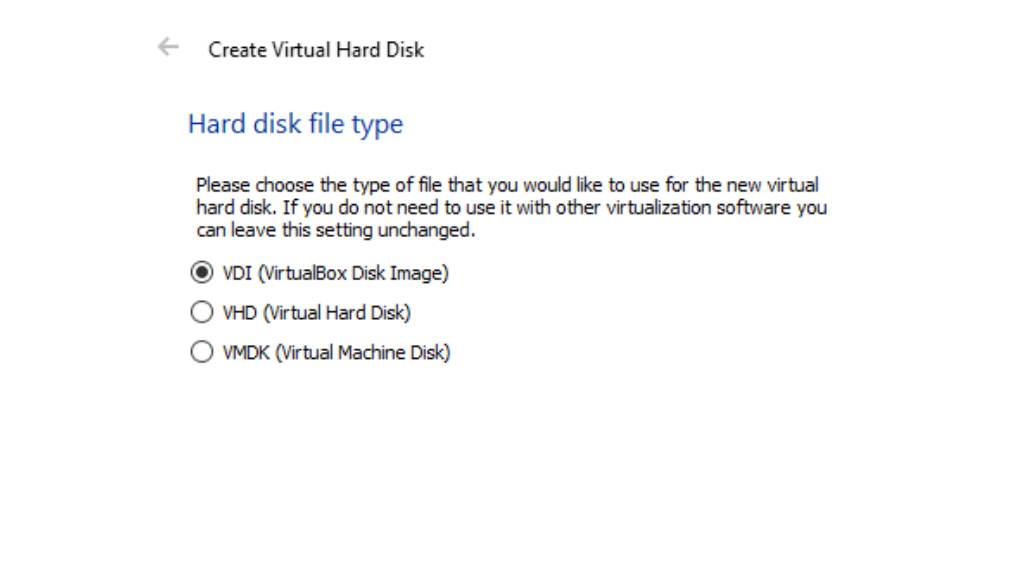 Create Virtual Hard Disk
Hard disk file type
Please choose the type of file that you would like to use for the new virtual
hard disk. If you do not need to use it with other virtualization software you
can leave this setting unchanged.
VDI (VirtualBox Disk Image)
VHD (Virtual Hard Disk)
VMDK (Virtual Machine Disk)